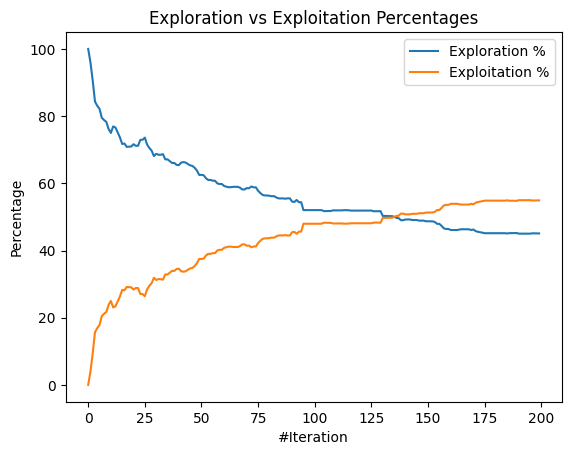 Exploration vs Exploitation Percentages
Exploration %
Exploitation %
Percentage
100
80
60
40
20
0
0 25 50 75 100 125 150 175 200
#Iteration